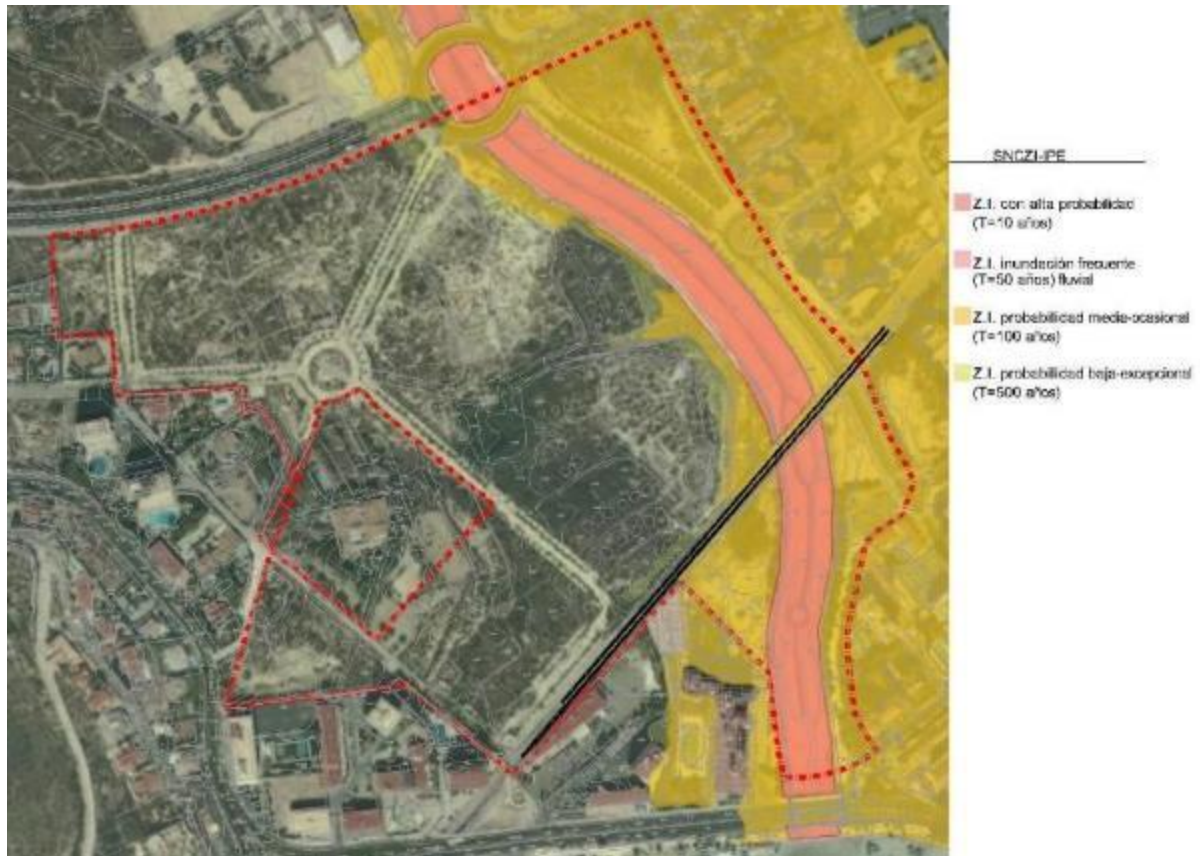 SNCZI-IPE
Z.I. con alta probabilidad
(T=10 años)
Z.I. inundación frecuente
(T=50 años) fluvial
Z.I. probabilidad media-ocasional
(T=100 años)
Z.I. probabilidad baja-excepcional
(T=500 años)